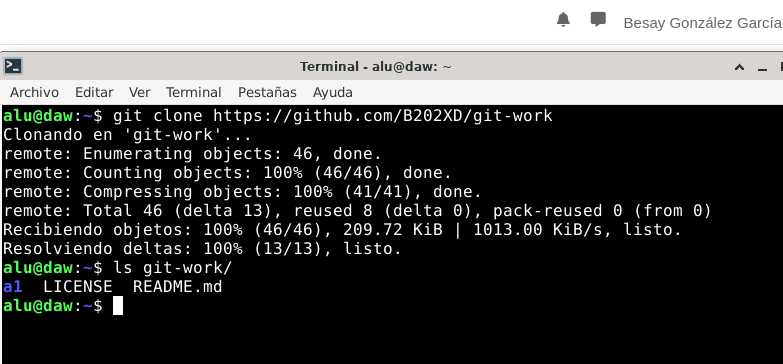 Besay González García
Terminal - alu@daw: ~
Archivo Editar Ver Terminal Pestañas Ayuda
alu@daw:~$ git clone https://github.com/B202XD/git-work
Clonando en 'git-work'...
remote: Enumerating objects: 46, done.
remote: Counting objects: 100% (46/46), done.
remote: Compressing objects: 100% (41/41), done.
remote: Total 46 (delta 13), reused 8 (delta 0), pack-reused 0 (from 0)
Recibiendo objetos: 100% (46/46), 209.72 KiB | 1013.00 KiB/s, listo.
Resolviendo deltas: 100% (13/13), listo.
alu@daw:~$ ls git-work/
a1  LICENSE  README.md
alu@daw:~$